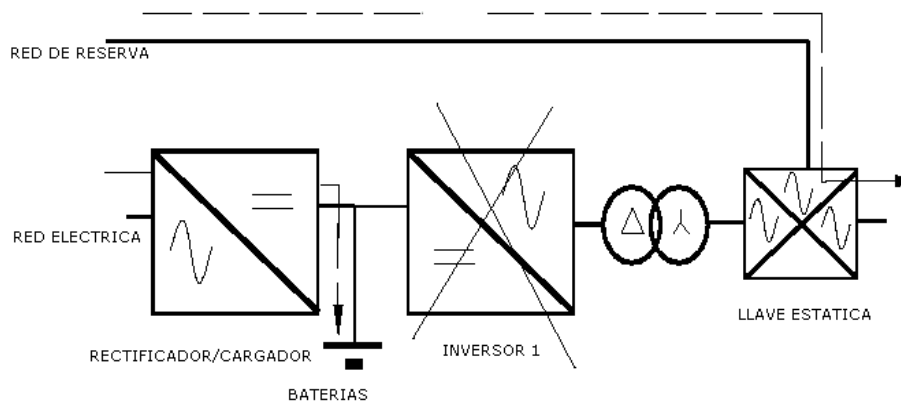 RED DE RESERVA
RED ELECTRICA
RECTIFICADOR/CARGADOR
BATERIAS
INVERSOR 1
LLAVE ESTATICA